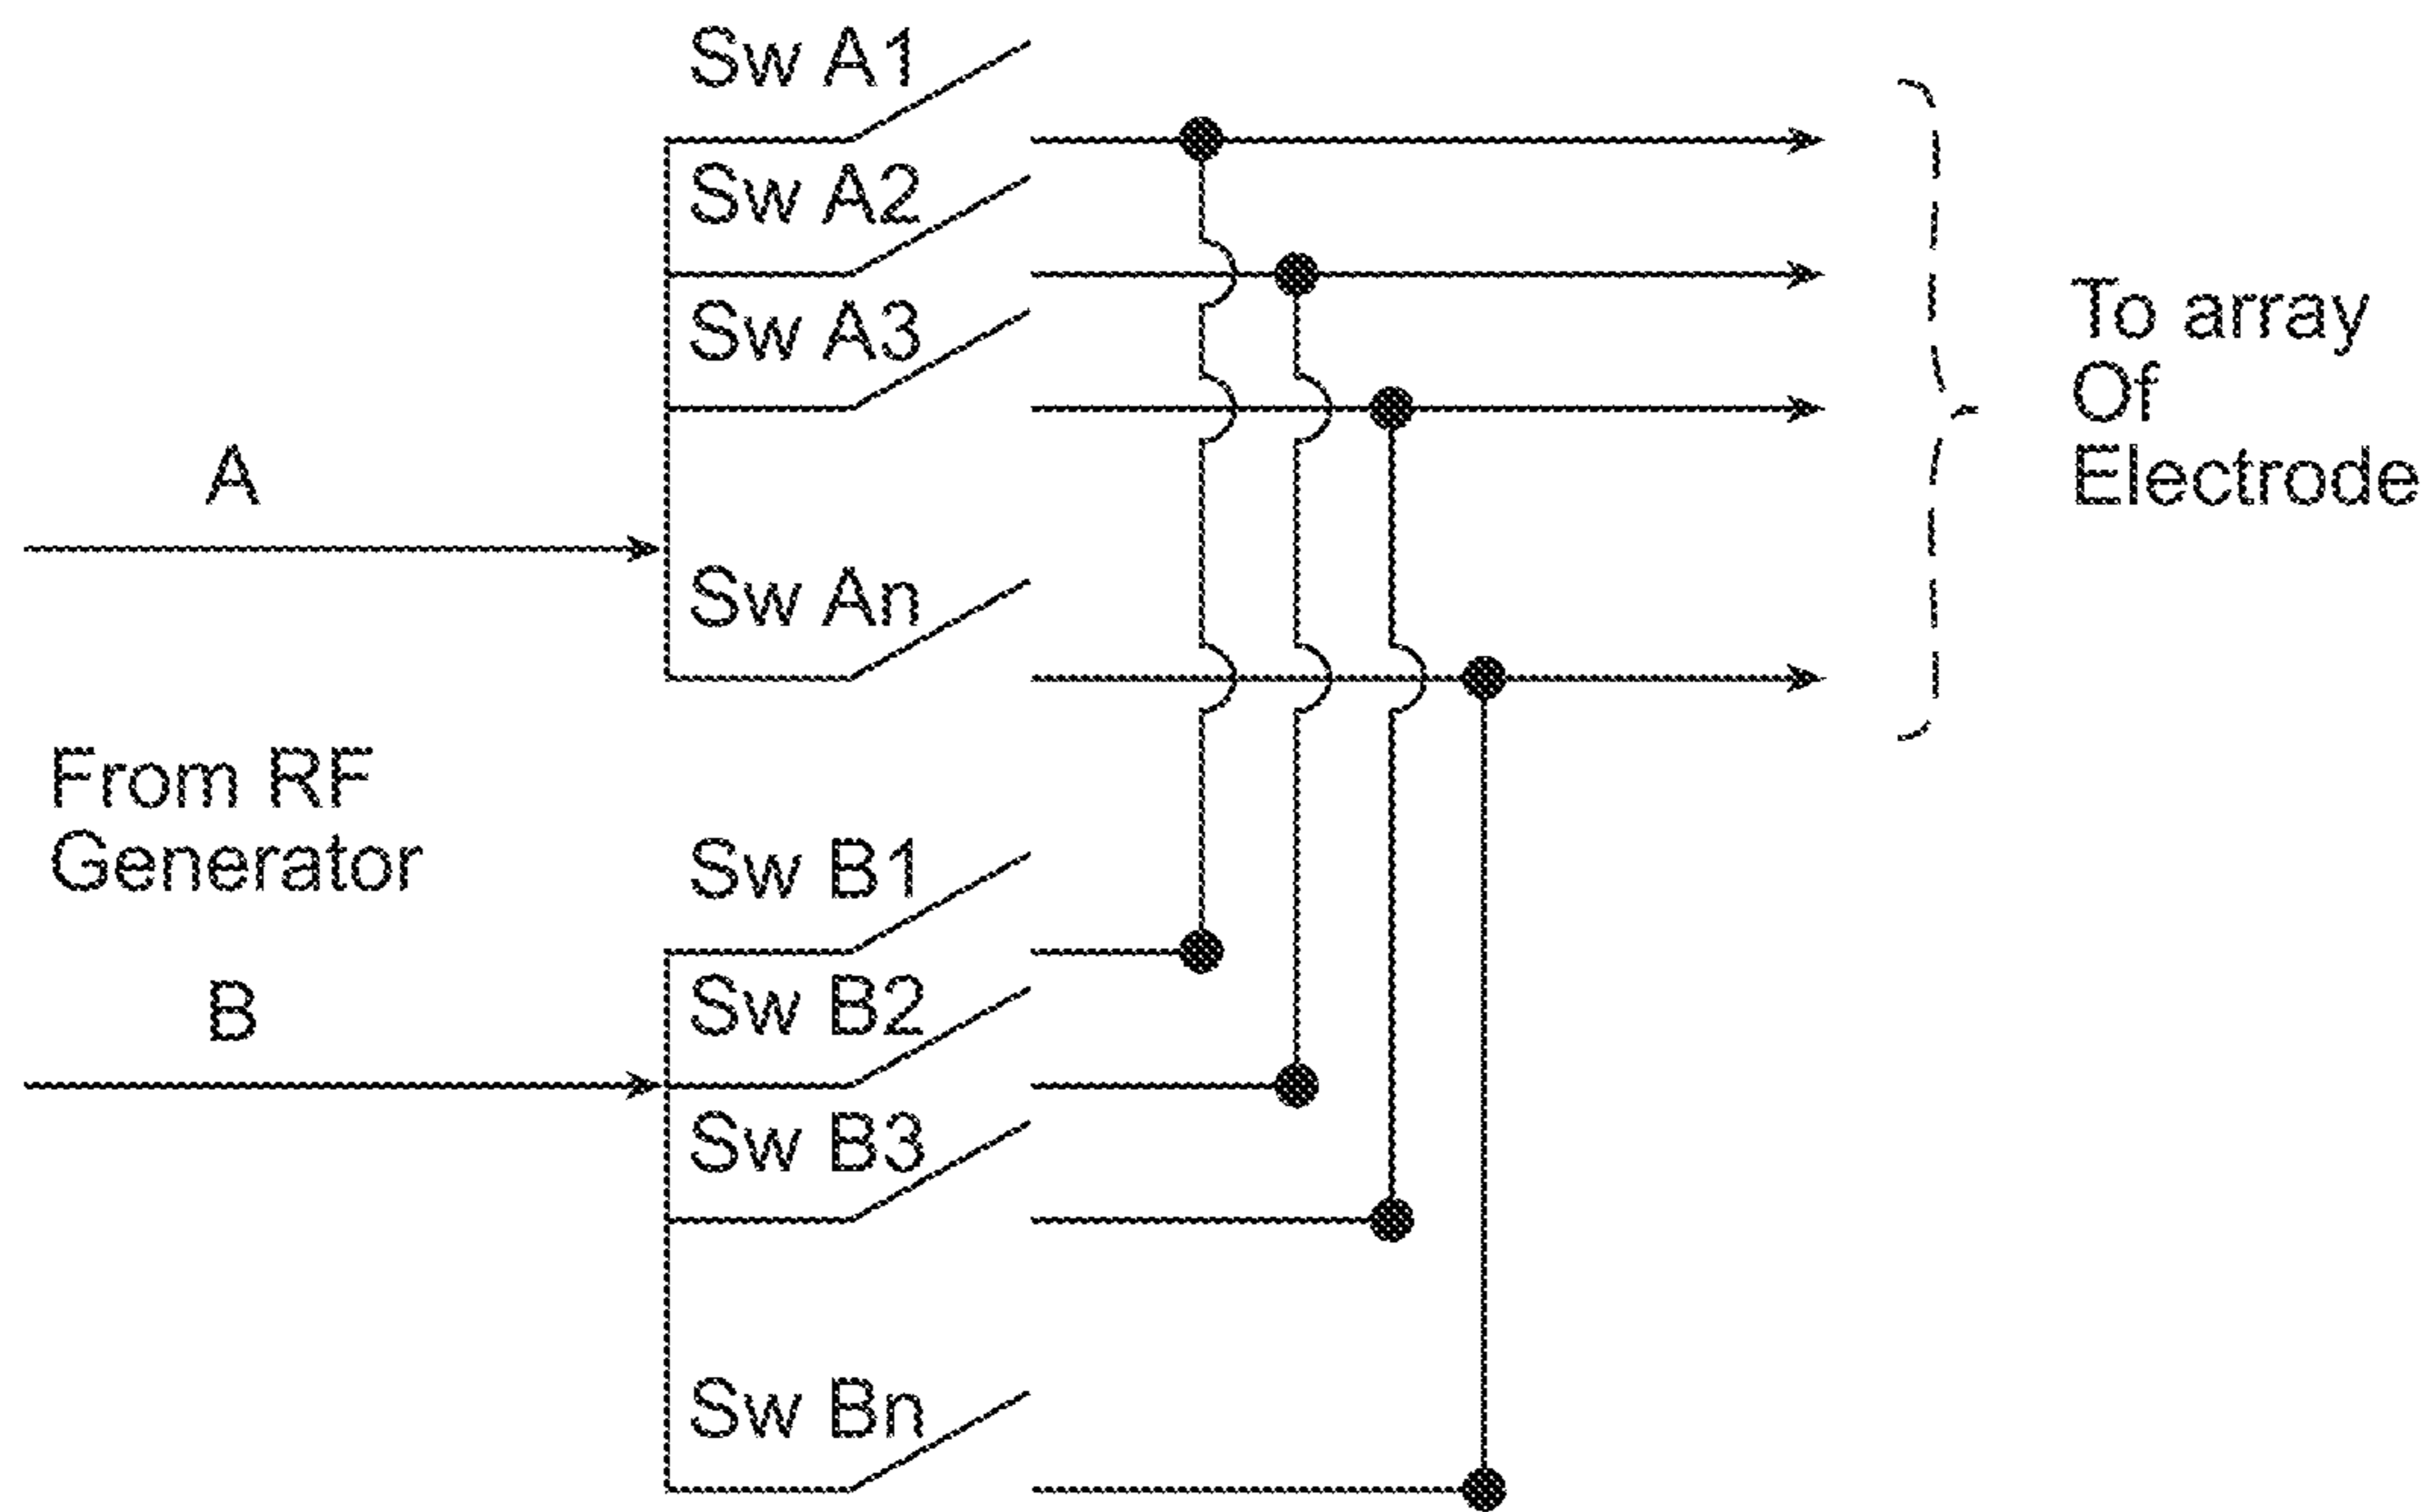 Sw A1
Sw A2
Sw A3
A
Sw An
To array
Of
Electrode
From RF
Generator
B
Sw B1
Sw B2
Sw B3
Sw Bn